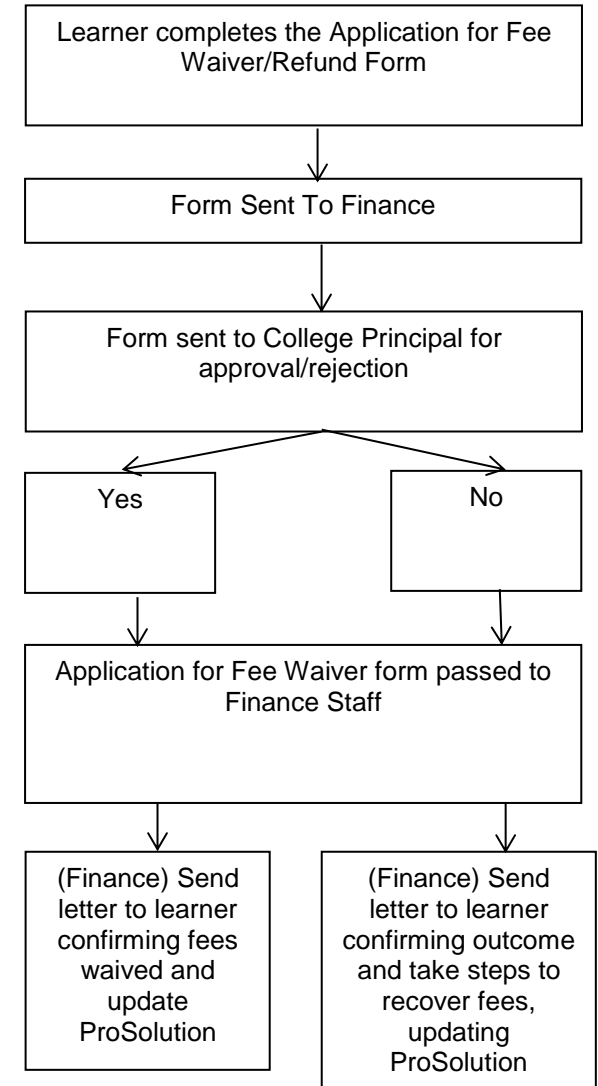 Learner completes the Application for Fee
Waiver/Refund Form
Form Sent To Finance
Form sent to College Principal for
approval/rejection
Yes
No
Application for Fee Waiver form passed to
Finance Staff
(Finance) Send
letter to learner
confirming fees
waived and
update
ProSolution
(Finance) Send
letter to learner
confirming outcome
and take steps to
recover fees,
updating
ProSolution